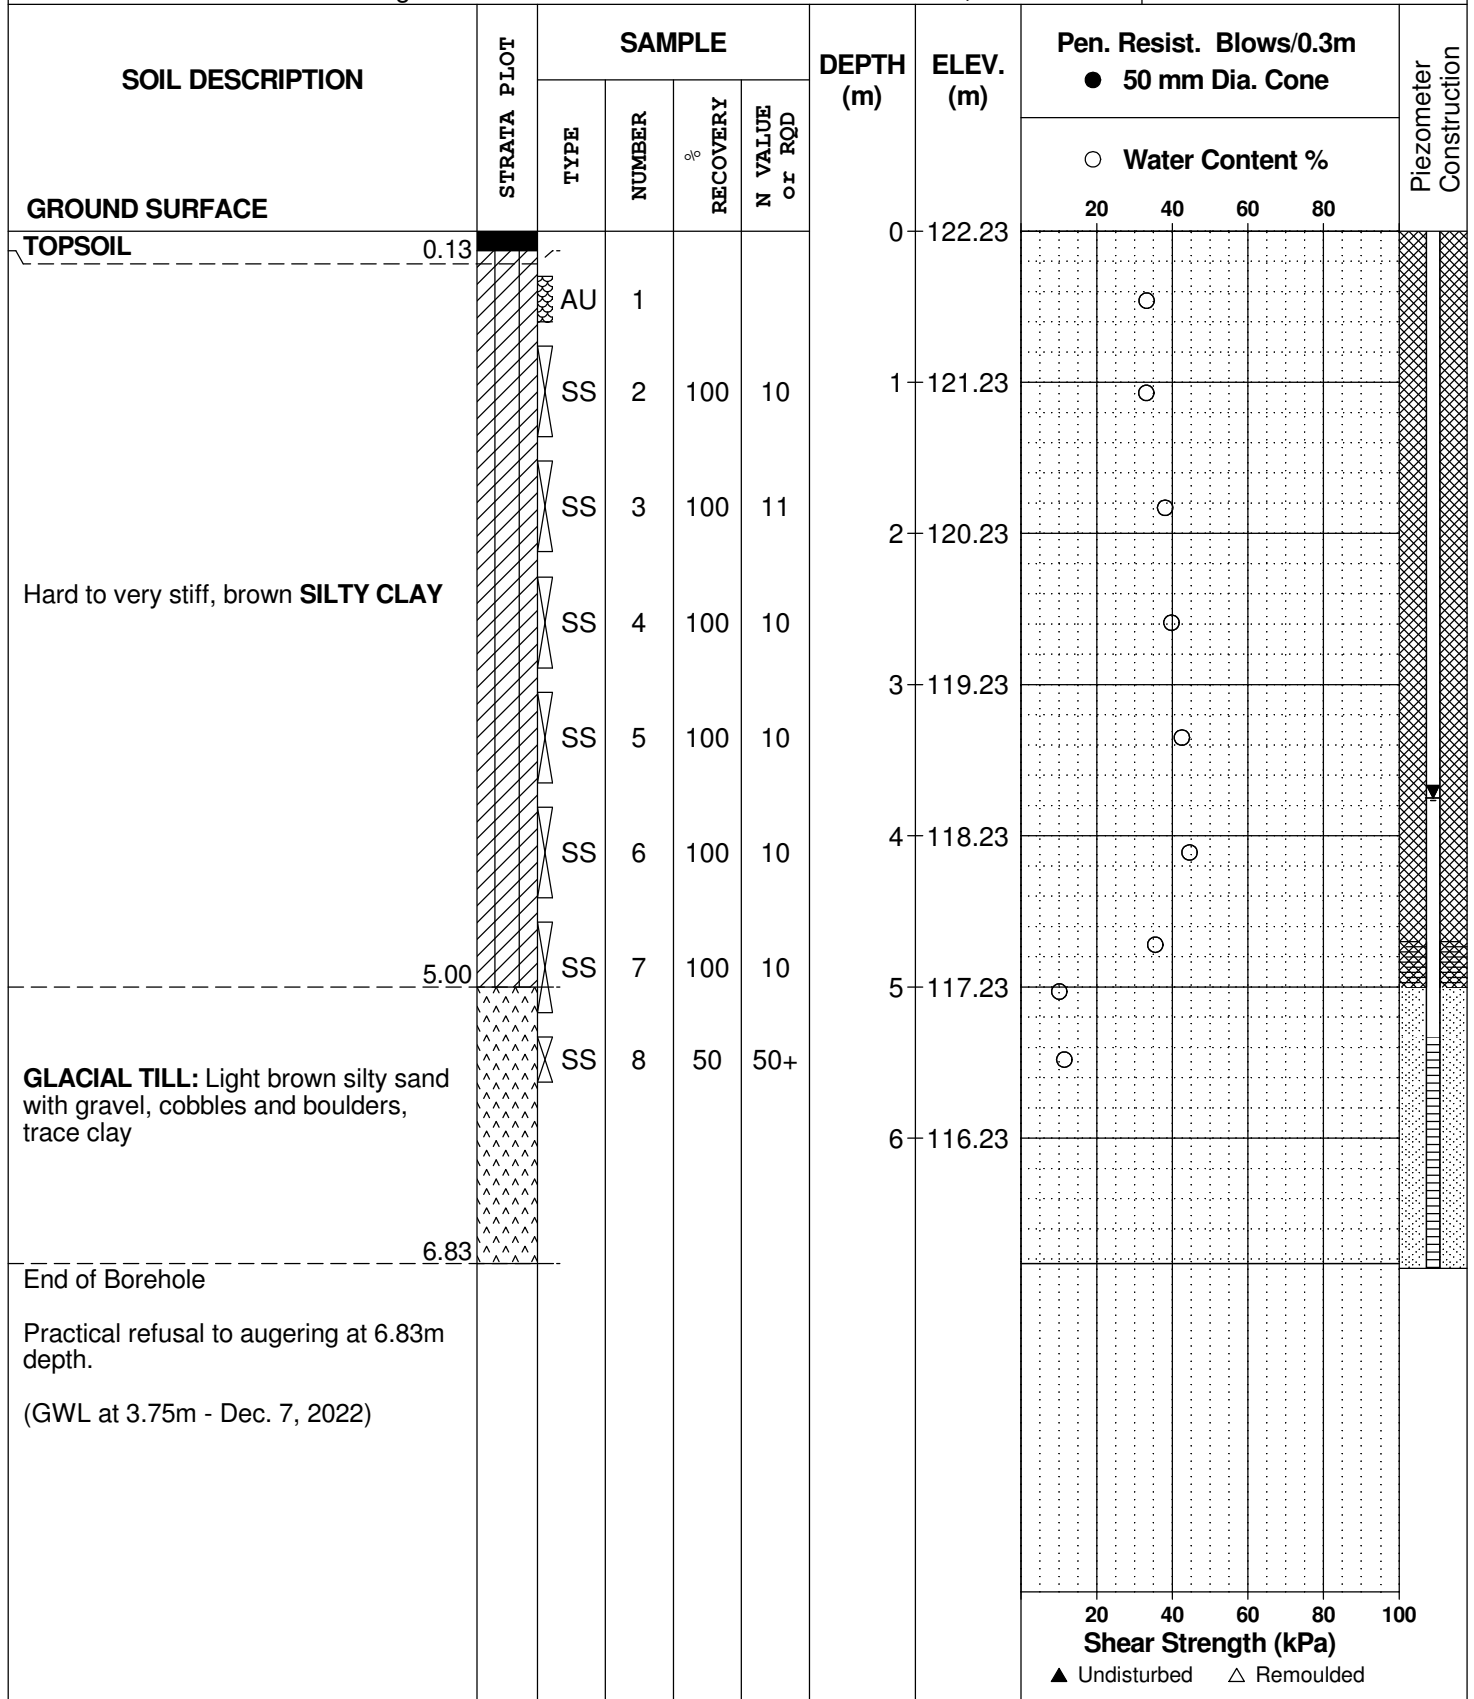 SOIL DESCRIPTION
GROUND SURFACE
STRATA PLOT
SAMPLE
TYPE
NUMBER
%
RECOVERY
N VALUE
or RQD
DEPTH
(m)
ELEV.
(m)
Pen. Resist. Blows/0.3m
● 50 mm Dia. Cone
○ Water Content %
20 40 60 80
Piezometer
Construction
TOPSOIL 0.13
0 122.23
AU 1
SS 2 100 10
1 121.23
SS 3 100 11
2 120.23
Hard to very stiff, brown SILTY CLAY
SS 4 100 10
3 119.23
SS 5 100 10
4 118.23
SS 6 100 10
SS 7 100 10
5.00
5 117.23
SS 8 50 50+
GLACIAL TILL: Light brown silty sand
with gravel, cobbles and boulders,
trace clay
6 116.23
6.83
End of Borehole
Practical refusal to augering at 6.83m
depth.
(GWL at 3.75m - Dec. 7, 2022)
20 40 60 80 100
Shear Strength (kPa)
▲ Undisturbed △ Remoulded